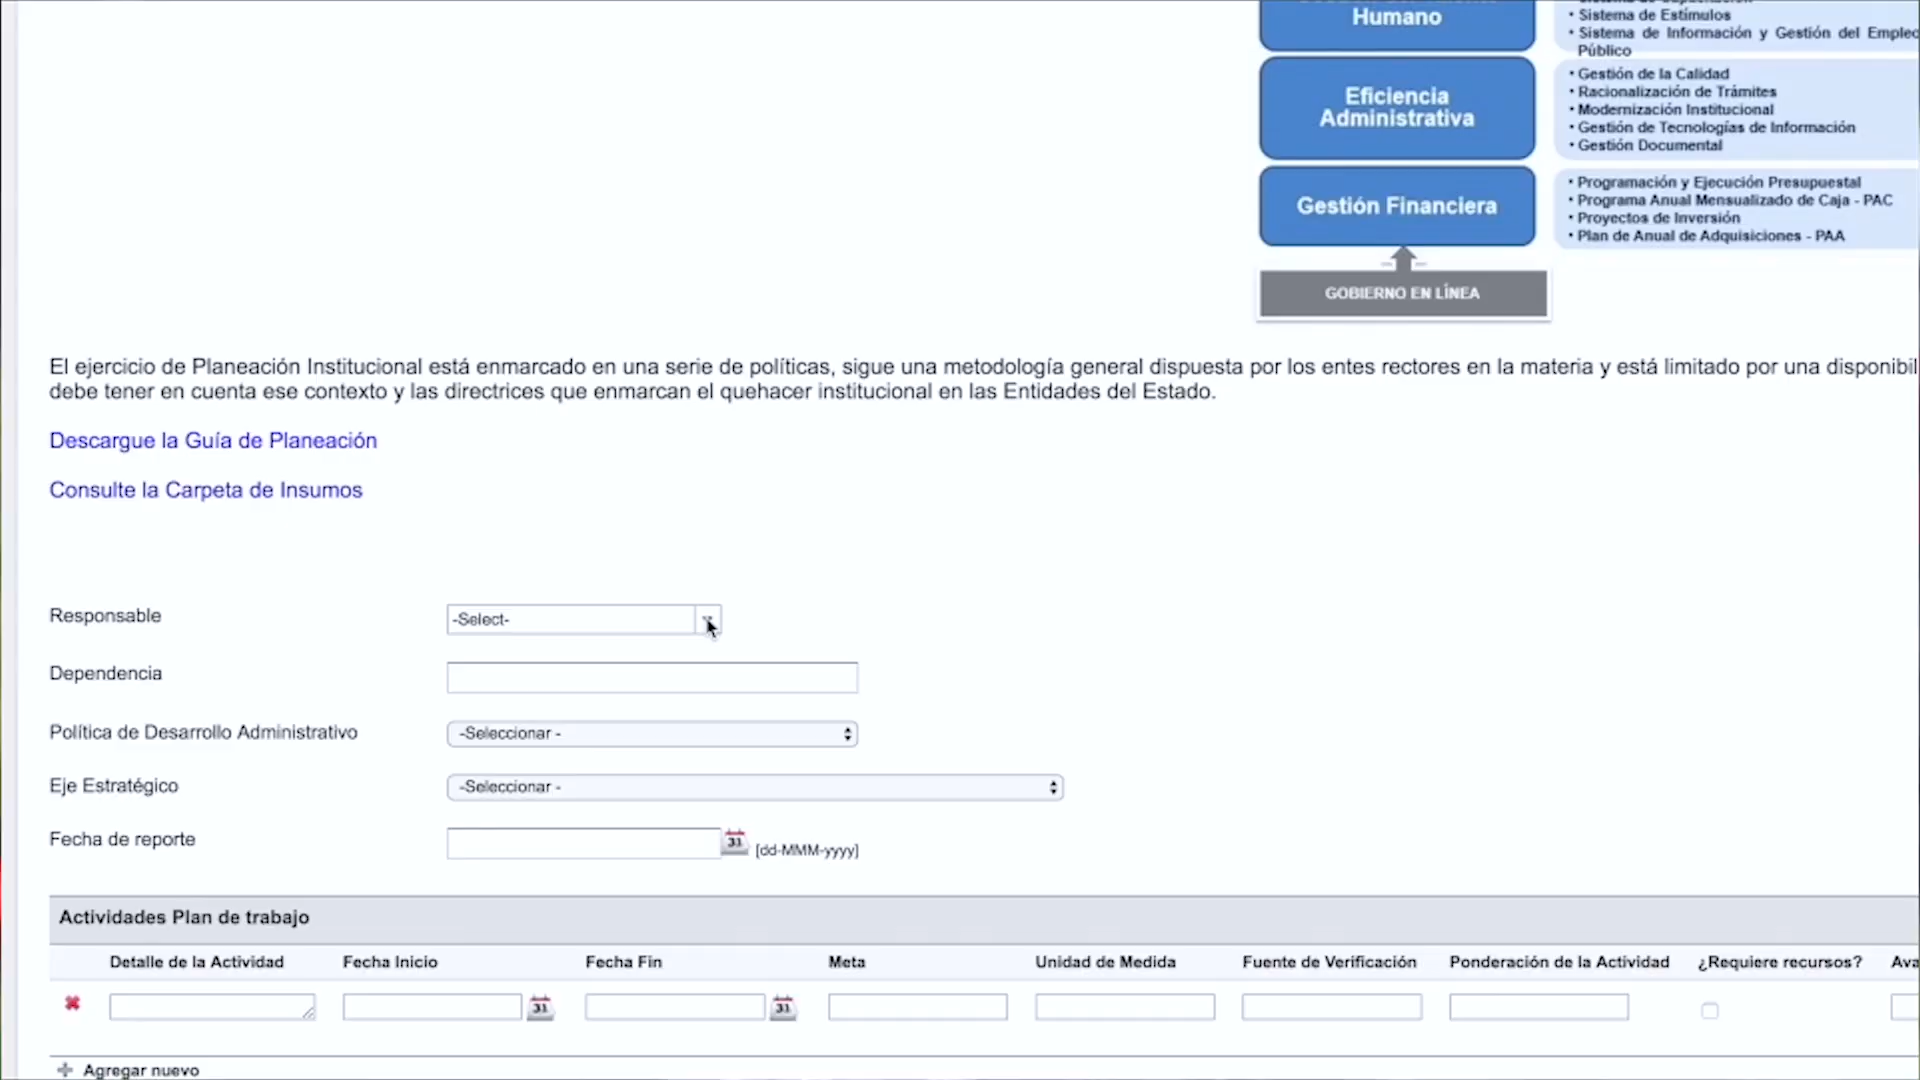 Humano
• Sistema de Estímulos
• Sistema de Información y Gestión del Empleo
Público
Eficiencia
Administrativa
• Gestión de la Calidad
• Racionalización de Trámites
• Modernización Institucional
• Gestión de Tecnologías de Información
• Gestión Documental
Gestión Financiera
• Programación y Ejecución Presupuestal
• Programa Anual Mensualizado de Caja - PAC
• Proyectos de Inversión
• Plan de Anual de Adquisiciones - PAA
GOBIERNO EN LÍNEA
El ejercicio de Planeación Institucional está enmarcado en una serie de políticas, sigue una metodología general dispuesta por los entes rectores en la materia y está limitado por una disponibil
debe tener en cuenta ese contexto y las directrices que enmarcan el quehacer institucional en las Entidades del Estado.
Descargue la Guía de Planeación
Consulte la Carpeta de Insumos
Responsable
-Select-
Dependencia
Política de Desarrollo Administrativo
-Seleccionar -
Eje Estratégico
-Seleccionar -
Fecha de reporte
31
[dd-MMM-yyyy]
Actividades Plan de trabajo
Detalle de la Actividad Fecha Inicio Fecha Fin Meta Unidad de Medida Fuente de Verificación Ponderación de la Actividad ¿Requiere recursos? Ava
31 31
Agregar nuevo